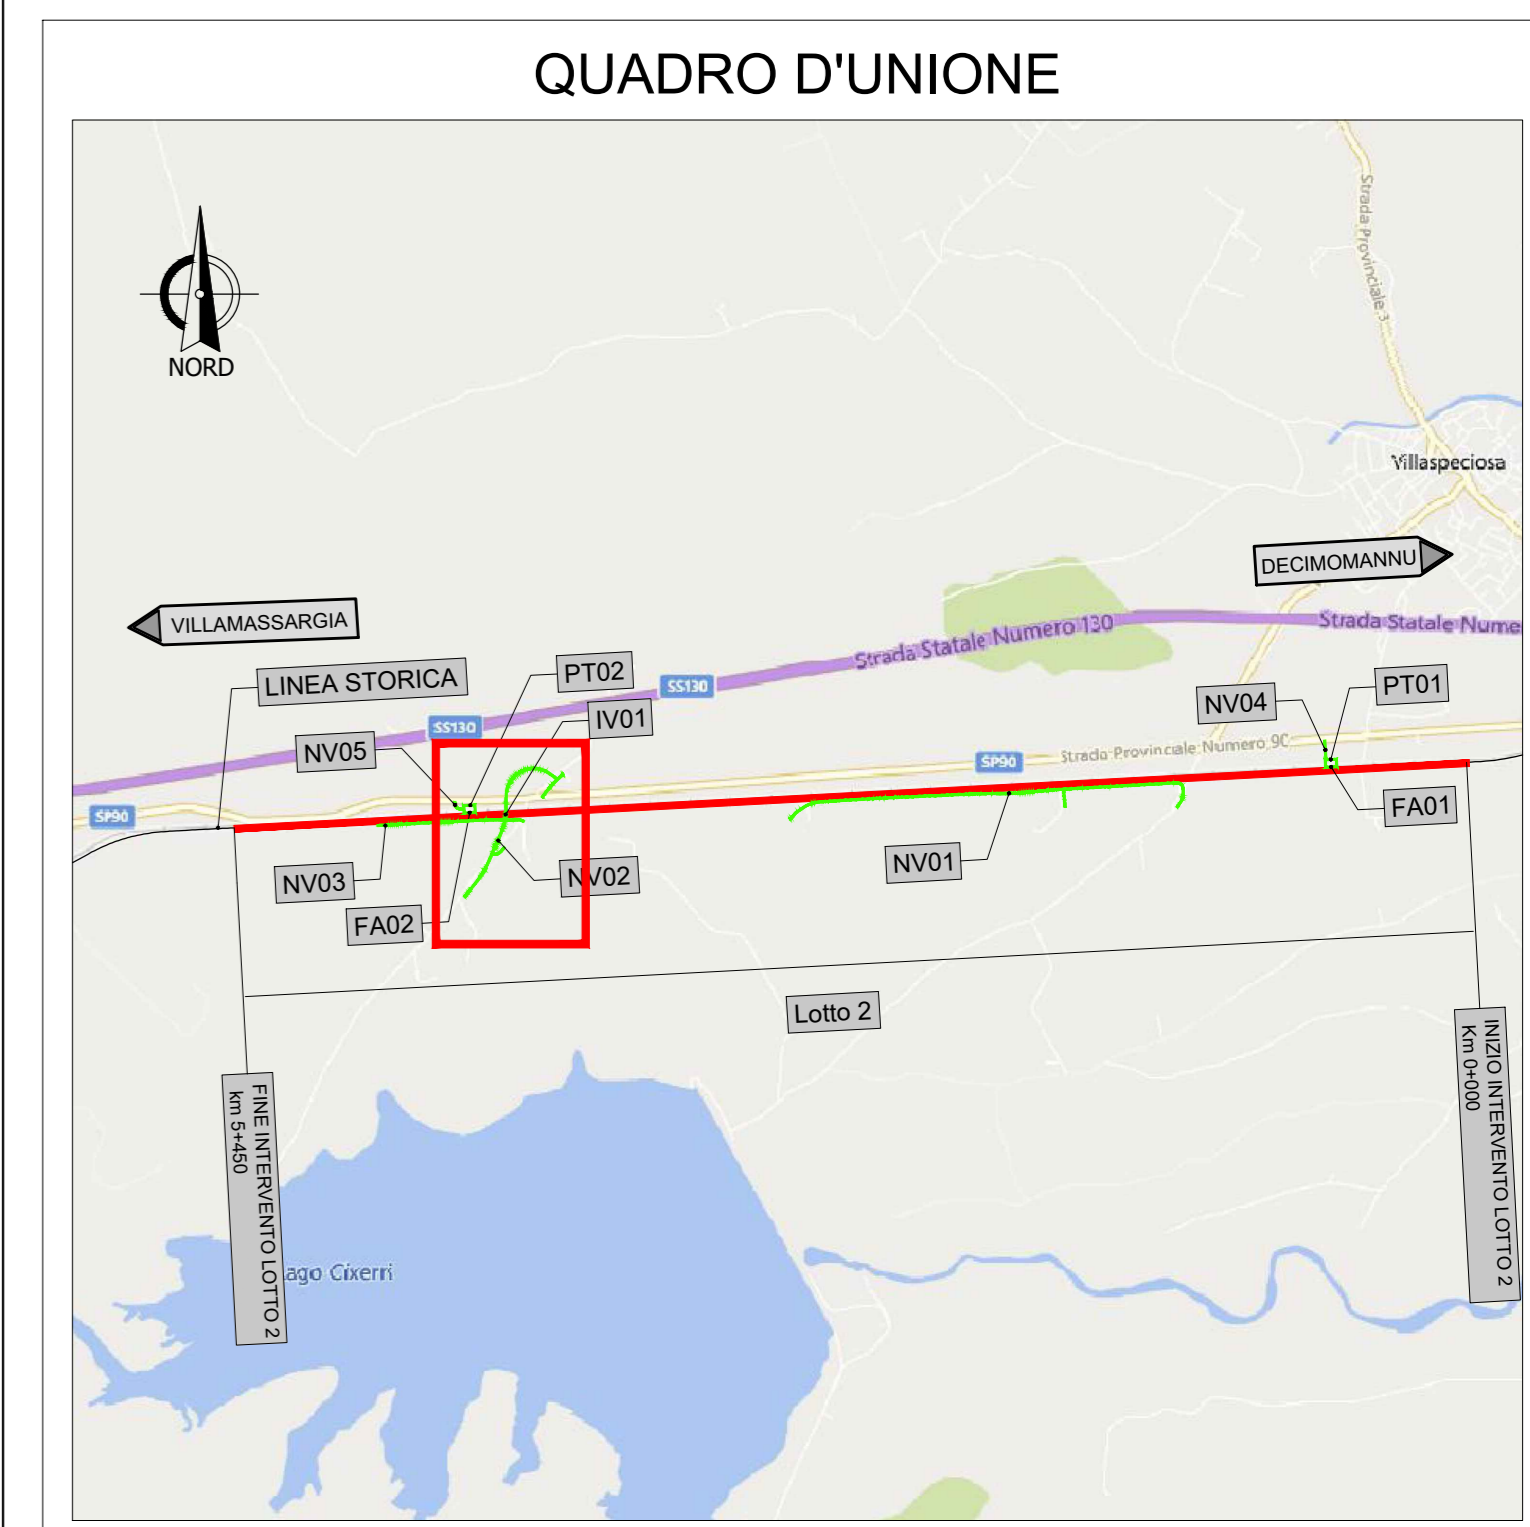 QUADRO D'UNIONE
NORD
Strada Provinciale 3
Villaspeciosa
DECIMOMANNU
VILLAMASSARGIA
Strada Statale Numero 130
Strada Statale Nume
LINEA STORICA
PT02
SS130
PT01
NV04
IV01
SS130
NV05
Strada Provinciale Numero 90
SP90
SP90
FA01
NV01
NV03
NV02
FA02
Lotto 2
INIZIO INTERVENTO LOTTO 2
Km 0+000
FINE INTERVENTO LOTTO 2
km 5+450
ago Cixerri